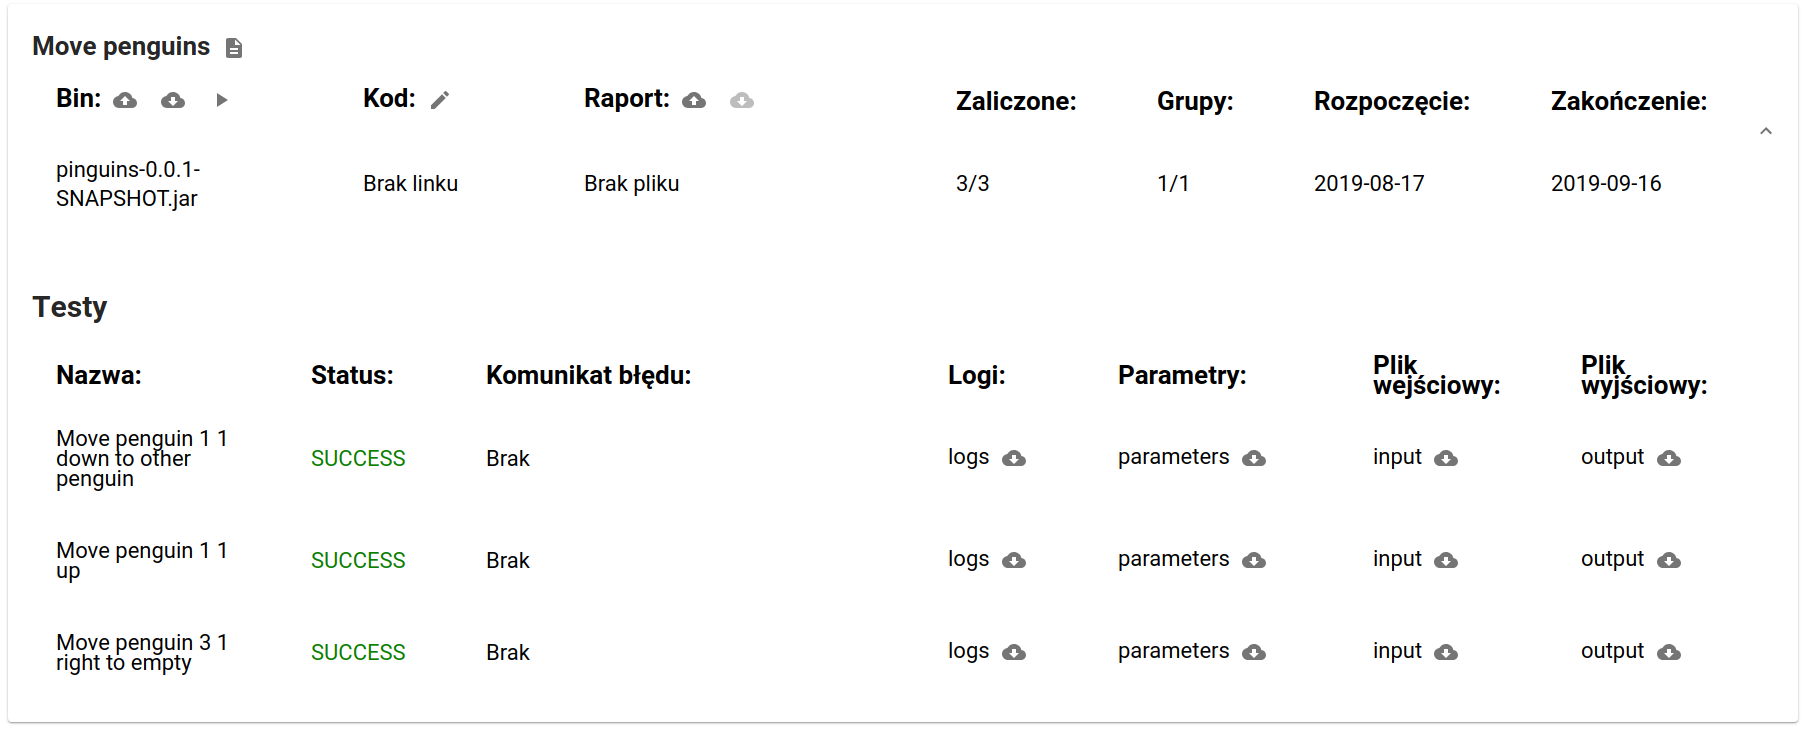 Move penguins
Bin: Kod: Raport: Zaliczone: Grupy: Rozpoczęcie: Zakończenie:
pinguins-0.0.1-
SNAPSHOT.jar
Brak linku Brak pliku 3/3 1/1 2019-08-17 2019-09-16
Testy
Nazwa: Status: Komunikat błędu: Logi: Parametry:
Plik
wejściowy:
Plik
wyjściowy:
Move penguin 1 1
down to other
penguin
SUCCESS Brak logs parameters input output
Move penguin 1 1
up
SUCCESS Brak logs parameters input output
Move penguin 3 1
right to empty
SUCCESS Brak logs parameters input output